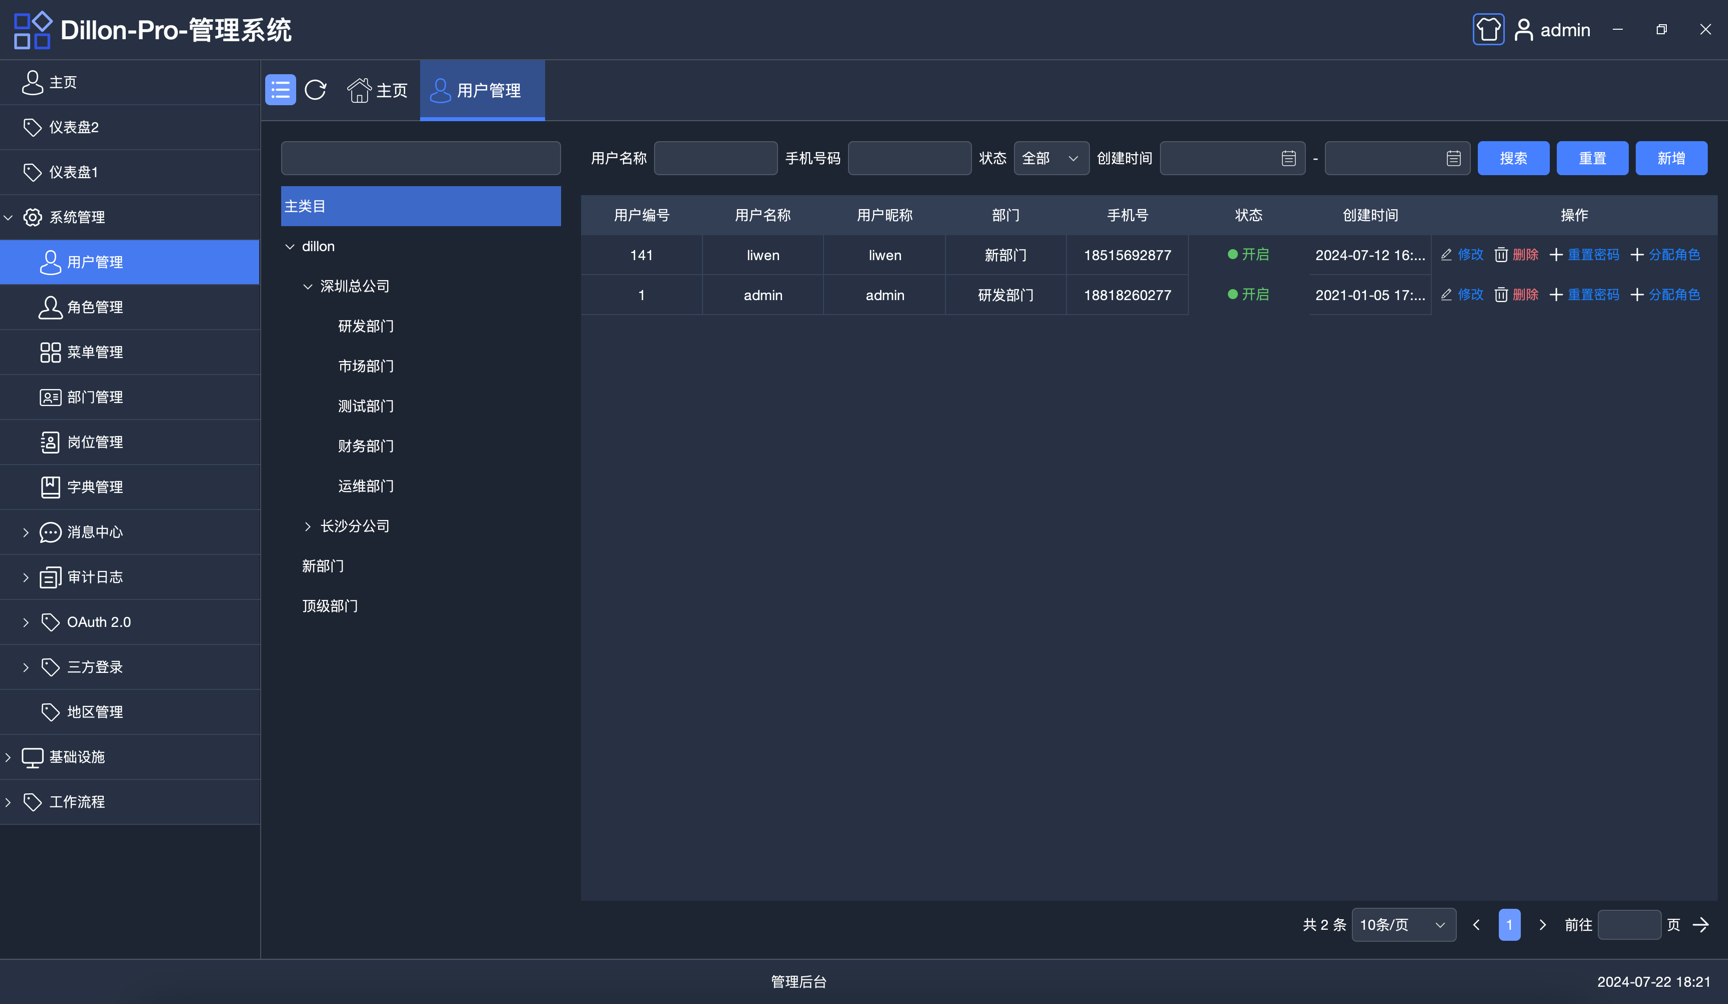 Dillon-Pro-管理系统
admin
主页
仪表盘2
仪表盘1
系统管理
用户管理
角色管理
菜单管理
部门管理
岗位管理
字典管理
消息中心
审计日志
OAuth 2.0
三方登录
地区管理
基础设施
工作流程
主页 用户管理
主类目
dillon
深圳总公司
研发部门
市场部门
测试部门
财务部门
运维部门
长沙分公司
新部门
顶级部门
用户名称 手机号码 状态 全部 创建时间 - 搜索 重置 新增
用户编号 用户名称 用户昵称 部门 手机号 状态 创建时间 操作
141 liwen liwen 新部门 18515692877 开启 2024-07-12 16:... 修改 删除 重置密码 分配角色
1 admin admin 研发部门 18818260277 开启 2021-01-05 17:... 修改 删除 重置密码 分配角色
共 2 条 10条/页 1 前往 页
管理后台
2024-07-22 18:21